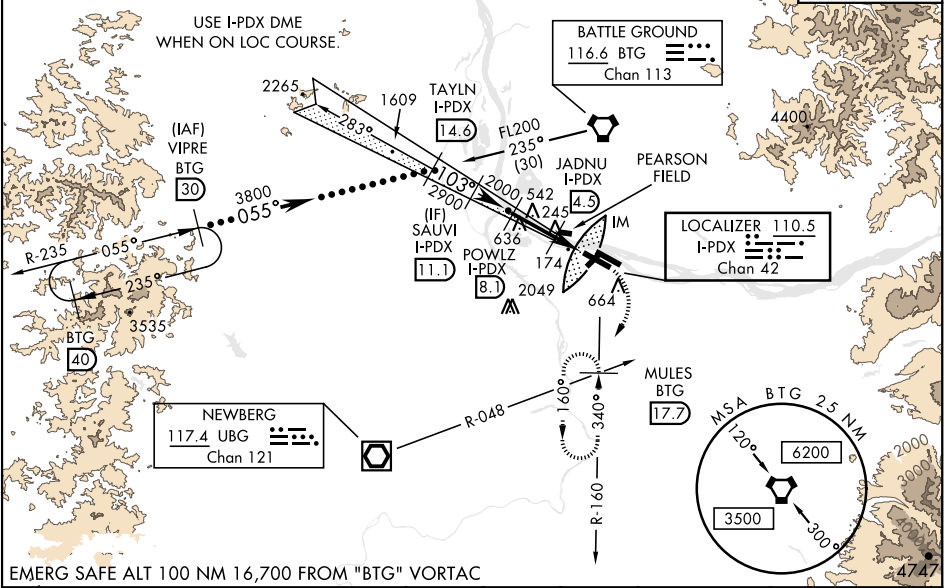 USE I-PDX DME
WHEN ON LOC COURSE.
BATTLE GROUND
116.6 BTG
Chan 113
2265
283°
1609
TAYLN
I-PDX
14.6
FL200
235°
(30)
4400
(IAF)
VIPRE
BTG
30
3800
055°
103°
2900
2000
542
245
636
174
JADNU
I-PDX
4.5
PEARSON
FIELD
IM
LOCALIZER 110.5
I-PDX
Chan 42
(IF)
SAUVI
I-PDX
11.1
POWLZ
I-PDX
8.1
2049
664
R-235
055°
235°
3535
BTG
40
MULES
BTG
17.7
NEWBERG
117.4 UBG
Chan 121
R-048
160°
340°
R-160
MSA BTG 25 NM
120°
6200
3500
300°
2000
3000
4000
4747
EMERG SAFE ALT 100 NM 16,700 FROM "BTG" VORTAC